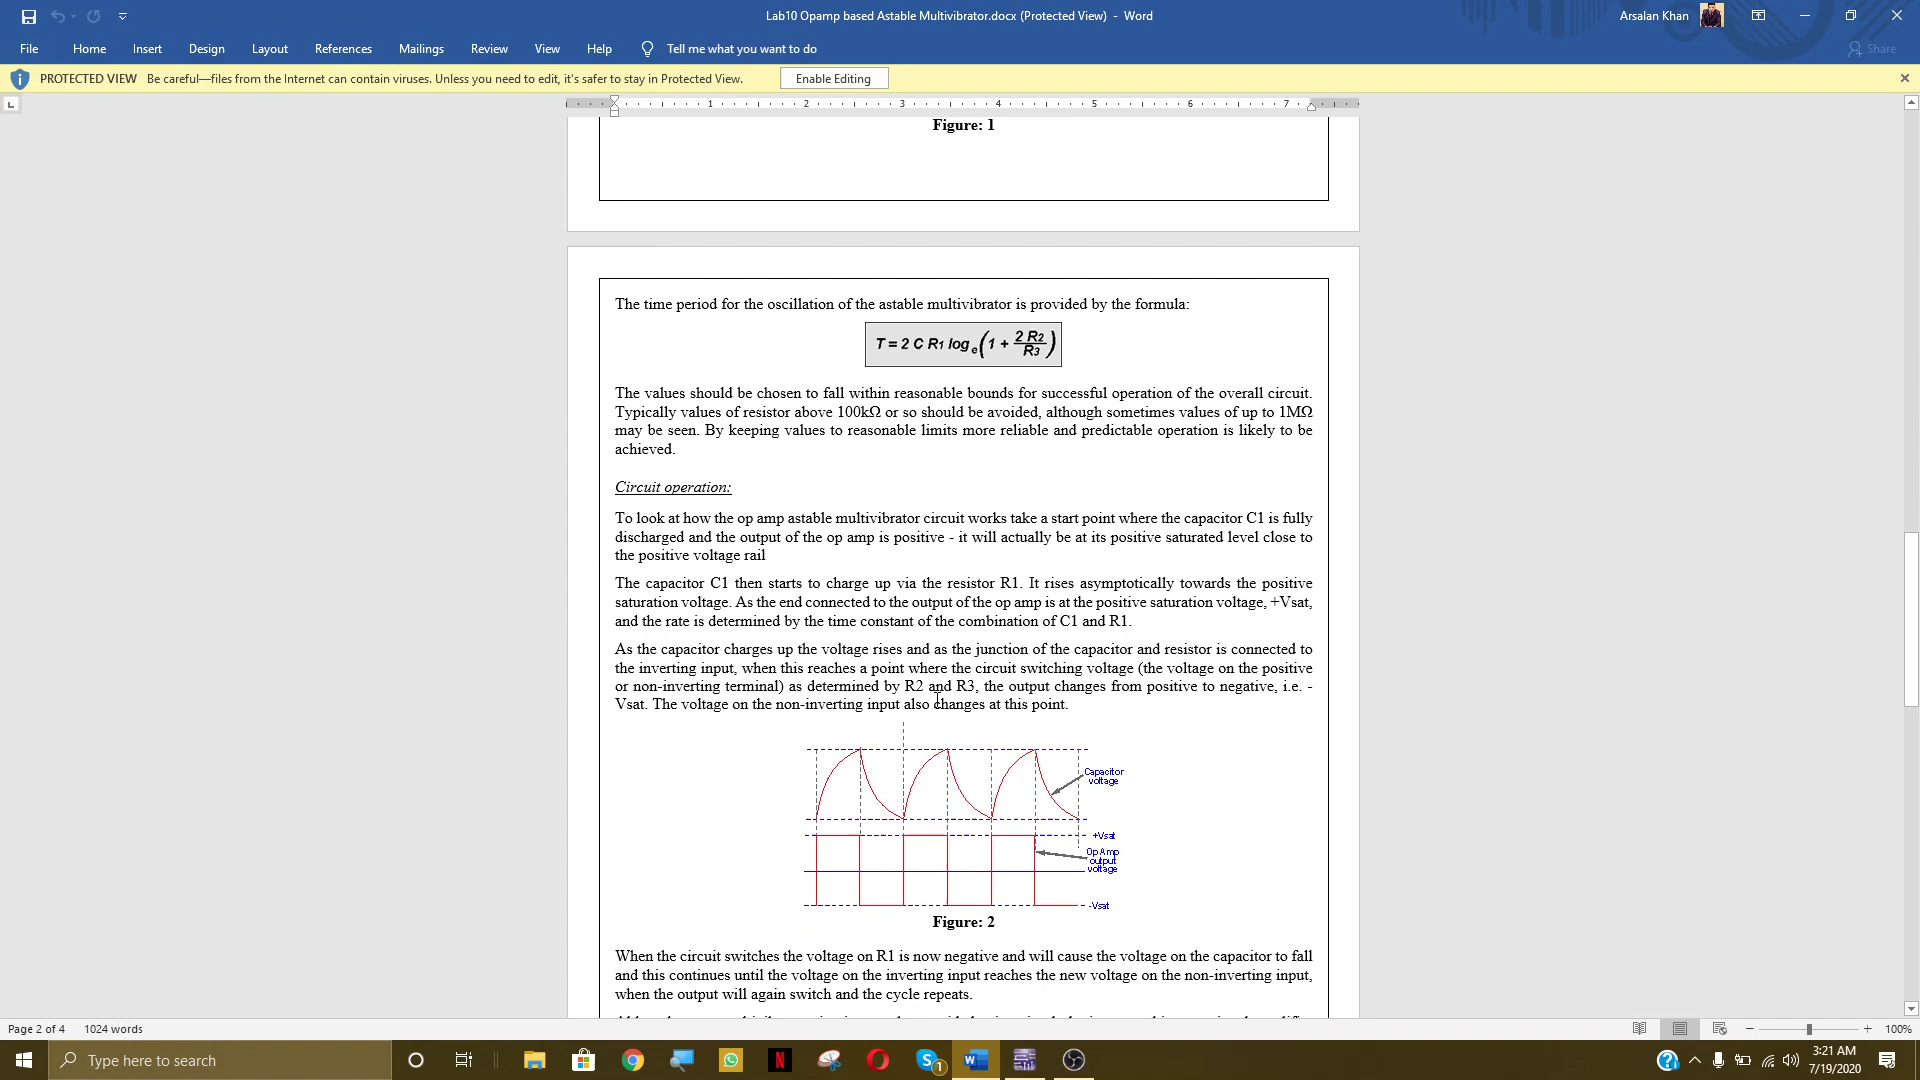 Lab10 Opamp based Astable Multivibrator.docx (Protected View) - Word
Arsalan Khan
File Home Insert Design Layout References Mailings Review View Help Tell me what you want to do
Share
PROTECTED VIEW Be careful—files from the Internet can contain viruses. Unless you need to edit, it's safer to stay in Protected View. Enable Editing
1 2 3 4 5 6 7
Figure: 1
The time period for the oscillation of the astable multivibrator is provided by the formula:
T = 2 C R1 log e (1 + 2 R2 / R3)
The values should be chosen to fall within reasonable bounds for successful operation of the overall circuit.
Typically values of resistor above 100kΩ or so should be avoided, although sometimes values of up to 1MΩ
may be seen. By keeping values to reasonable limits more reliable and predictable operation is likely to be
achieved.
Circuit operation:
To look at how the op amp astable multivibrator circuit works take a start point where the capacitor C1 is fully
discharged and the output of the op amp is positive - it will actually be at its positive saturated level close to
the positive voltage rail
The capacitor C1 then starts to charge up via the resistor R1. It rises asymptotically towards the positive
saturation voltage. As the end connected to the output of the op amp is at the positive saturation voltage, +Vsat,
and the rate is determined by the time constant of the combination of C1 and R1.
As the capacitor charges up the voltage rises and as the junction of the capacitor and resistor is connected to
the inverting input, when this reaches a point where the circuit switching voltage (the voltage on the positive
or non-inverting terminal) as determined by R2 and R3, the output changes from positive to negative, i.e. -
Vsat. The voltage on the non-inverting input also changes at this point.
Capacitor
voltage
+Vsat
Op Amp
output
voltage
-Vsat
Figure: 2
When the circuit switches the voltage on R1 is now negative and will cause the voltage on the capacitor to fall
and this continues until the voltage on the inverting input reaches the new voltage on the non-inverting input,
when the output will again switch and the cycle repeats.
Page 2 of 4 1024 words
100%
Type here to search
1
3:21 AM
7/19/2020